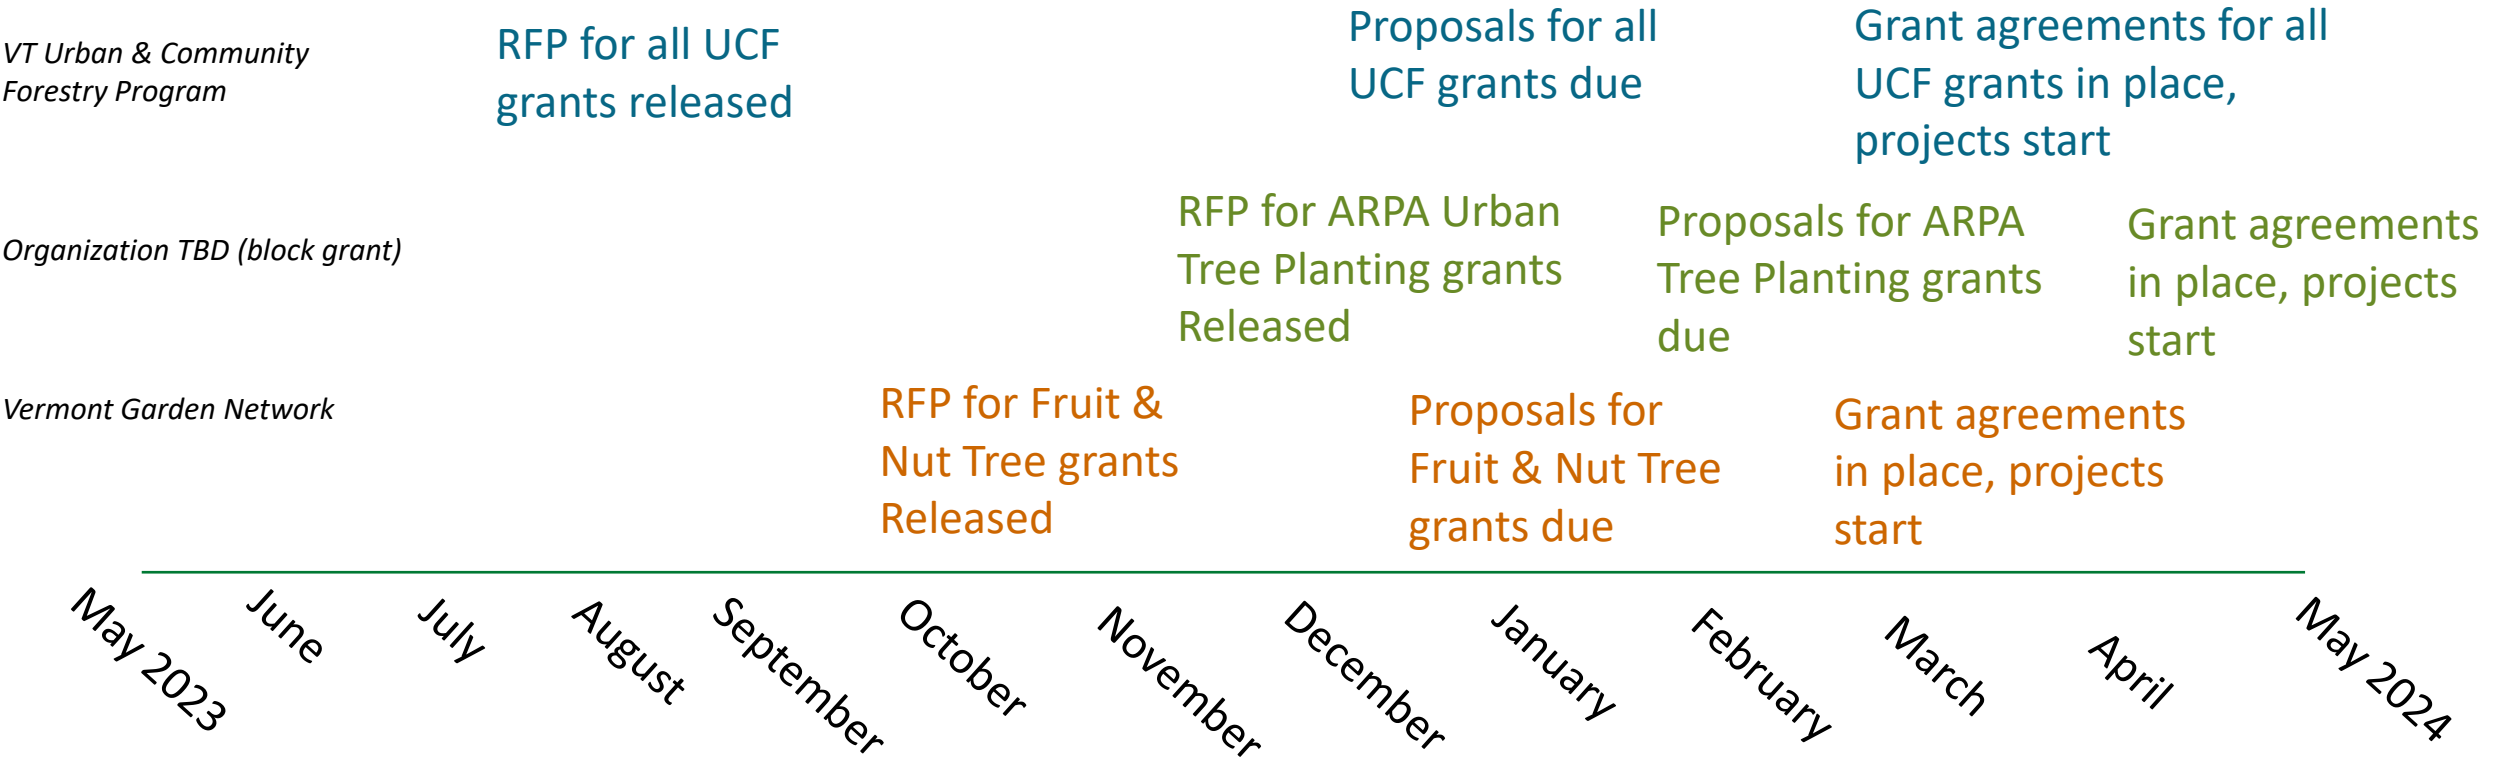 VT Urban & Community
Forestry Program
RFP for all UCF
grants released
Proposals for all
UCF grants due
Grant agreements for all
UCF grants in place,
projects start
Organization TBD (block grant)
RFP for ARPA Urban
Tree Planting grants
Released
Proposals for ARPA
Tree Planting grants
due
Grant agreements
in place, projects
start
Vermont Garden Network
RFP for Fruit &
Nut Tree grants
Released
Proposals for
Fruit & Nut Tree
grants due
Grant agreements
in place, projects
start
May 2023
June
July
August
September
October
November
December
January
February
March
April
May 2024